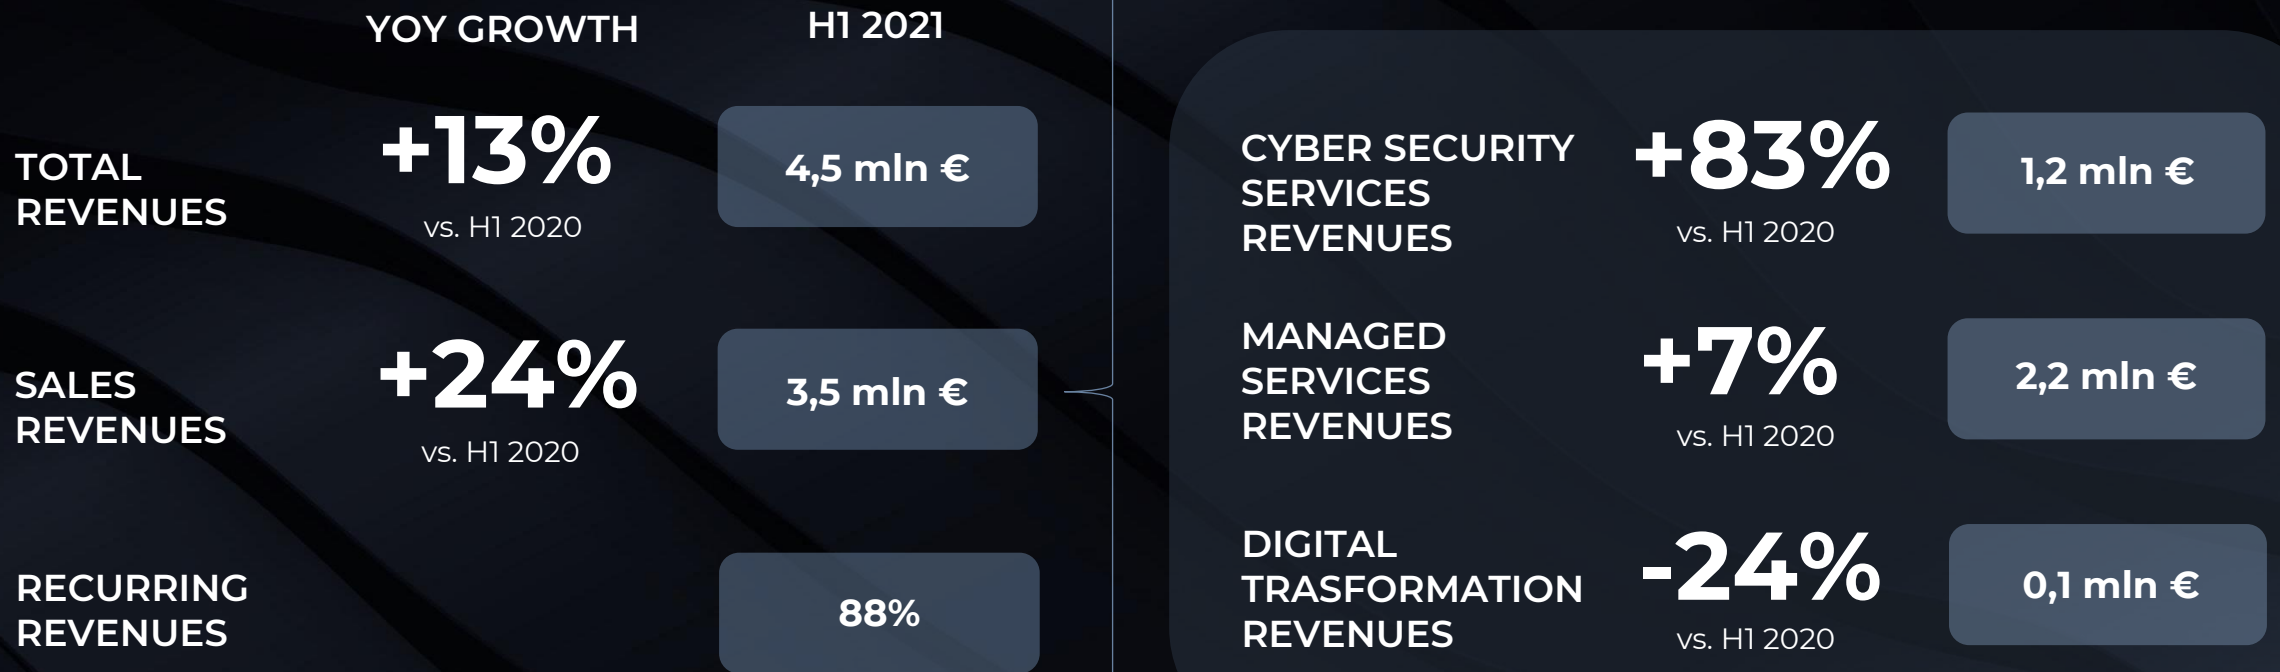 YOY GROWTH
H1 2021
TOTAL
REVENUES
+13%
vs. H1 2020
4,5 mln €
SALES
REVENUES
+24%
vs. H1 2020
3,5 mln €
RECURRING
REVENUES
88%
CYBER SECURITY
SERVICES
REVENUES
+83%
vs. H1 2020
1,2 mln €
MANAGED
SERVICES
REVENUES
+7%
vs. H1 2020
2,2 mln €
DIGITAL
TRASFORMATION
REVENUES
-24%
vs. H1 2020
0,1 mln €